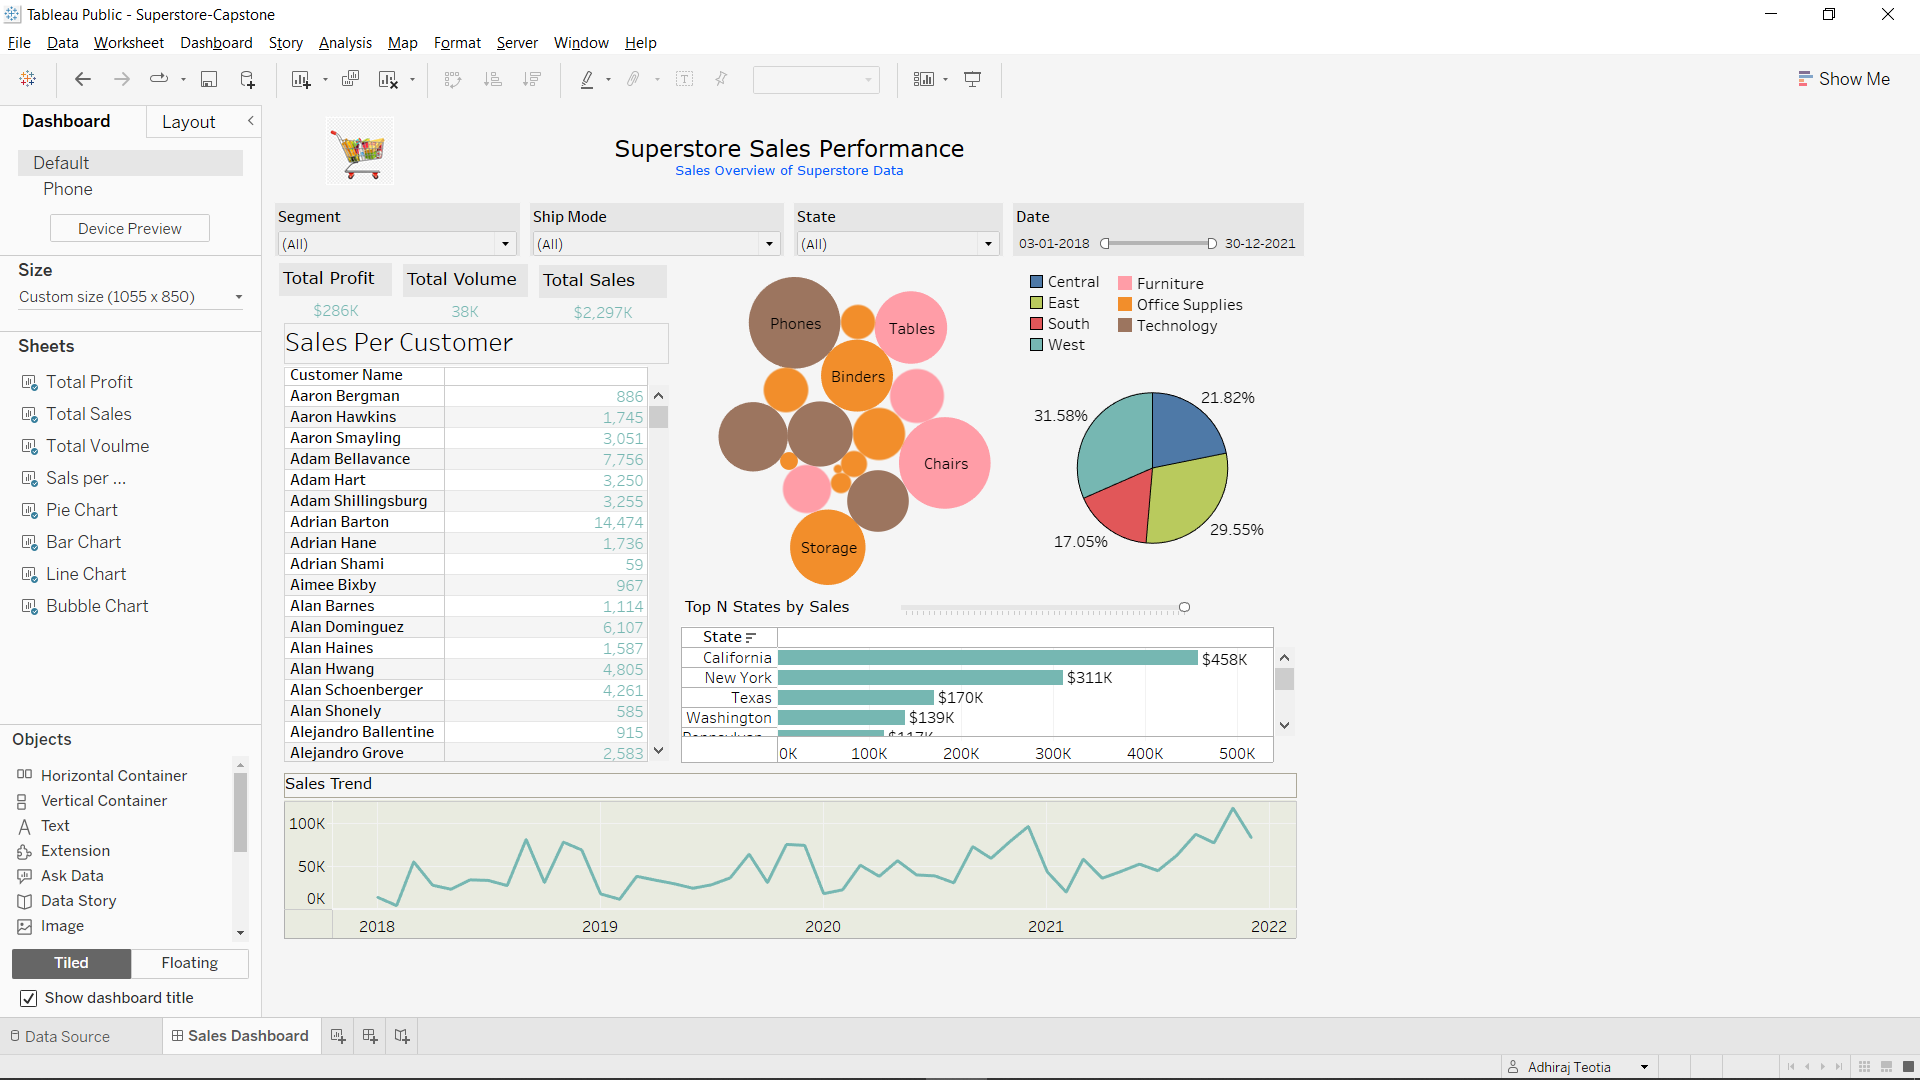 Tableau Public - Superstore-Capstone
File Data Worksheet Dashboard Story Analysis Map Format Server Window Help
Show Me
Dashboard Layout
Default
Phone
Device Preview
Size
Custom size (1055 x 850)
Sheets
Total Profit
Total Sales
Total Voulme
Sals per ...
Pie Chart
Bar Chart
Line Chart
Bubble Chart
Objects
Horizontal Container
Vertical Container
Text
Extension
Ask Data
Data Story
Image
Tiled Floating
Show dashboard title
Superstore Sales Performance
Sales Overview of Superstore Data
Segment
(All)
Ship Mode
(All)
State
(All)
Date
03-01-2018 30-12-2021
Total Profit
$286K
Total Volume
38K
Total Sales
$2,297K
Sales Per Customer
Customer Name
Aaron Bergman 886
Aaron Hawkins 1,745
Aaron Smayling 3,051
Adam Bellavance 7,756
Adam Hart 3,250
Adam Shillingsburg 3,255
Adrian Barton 14,474
Adrian Hane 1,736
Adrian Shami 59
Aimee Bixby 967
Alan Barnes 1,114
Alan Dominguez 6,107
Alan Haines 1,587
Alan Hwang 4,805
Alan Schoenberger 4,261
Alan Shonely 585
Alejandro Ballentine 915
Alejandro Grove 2,583
Phones
Tables
Binders
Chairs
Storage
Central
East
South
West
Furniture
Office Supplies
Technology
21.82%
31.58%
29.55%
17.05%
Top N States by Sales
State
California $458K
New York $311K
Texas $170K
Washington $139K
$117K
0K 100K 200K 300K 400K 500K
Sales Trend
100K
50K
0K
2018 2019 2020 2021 2022
Data Source Sales Dashboard
Adhiraj Teotia